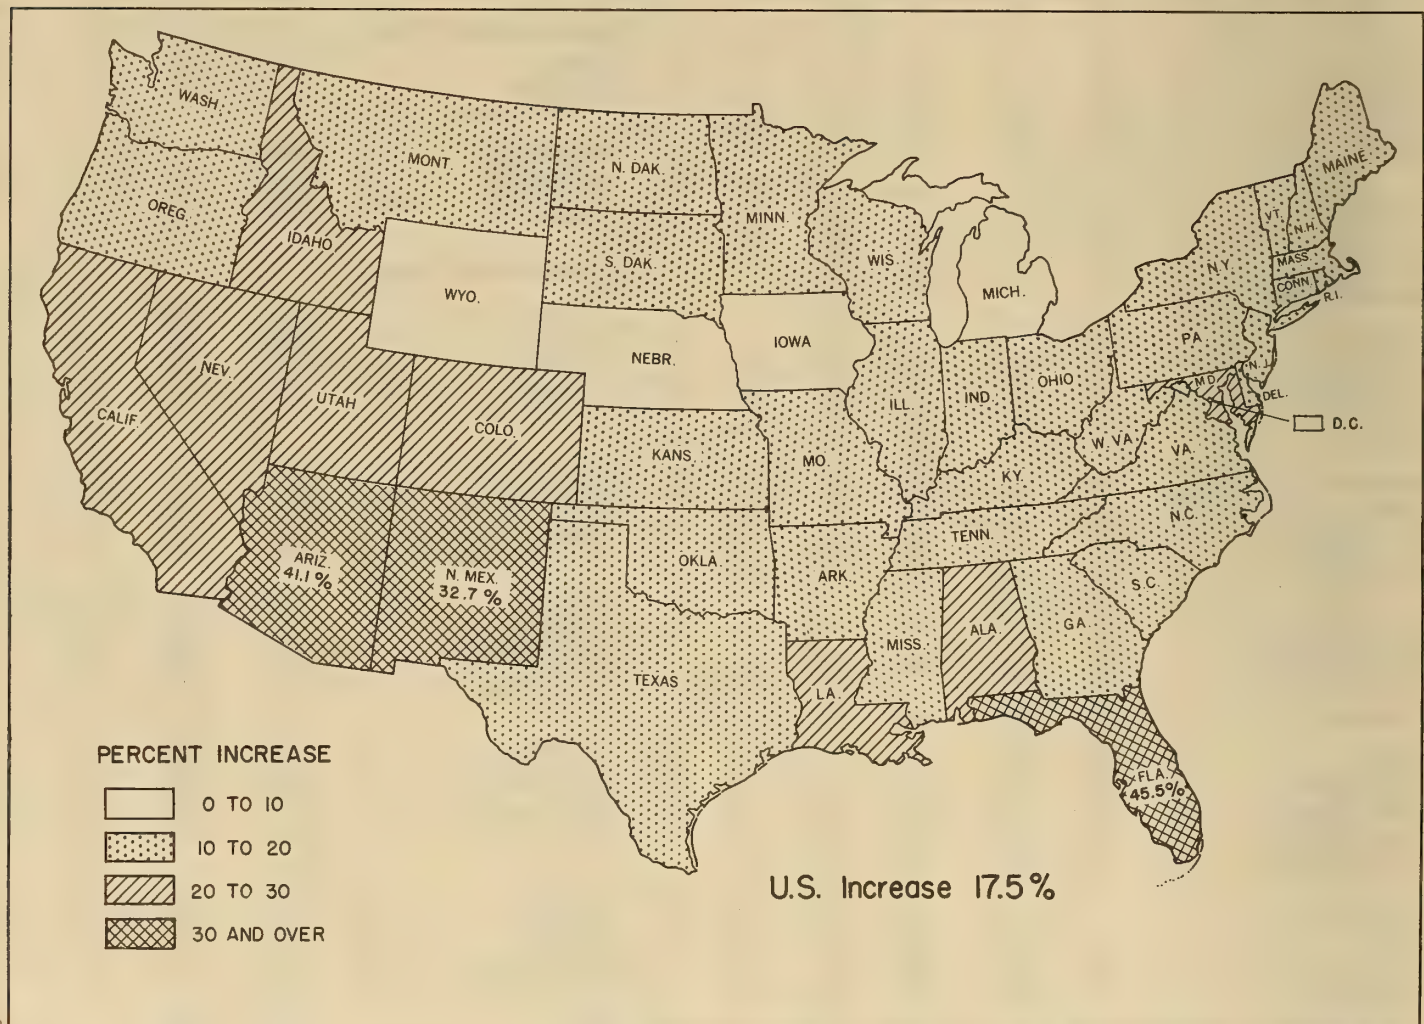 WASH.
MONT.
N. DAK.
MINN.
MAINE
OREG.
IDAHO
S. DAK.
WIS.
VT.
N.H.
N.Y.
MASS.
CONN.
R.I.
WYO.
MICH.
NEBR.
IOWA
PA.
NEV.
UTAH
COLO.
ILL.
IND.
OHIO
N.J.
M D.
DEL.
D.C.
CALIF.
KANS.
MO.
W. VA.
VA.
KY.
N.C.
TENN.
ARIZ.
41.1 %
N. MEX.
32.7 %
OKLA.
ARK.
S.C.
MISS.
ALA.
GA.
TEXAS
LA.
FLA.
45.5%
PERCENT INCREASE
0 TO 10
10 TO 20
20 TO 30
30 AND OVER
U.S. Increase 17.5%